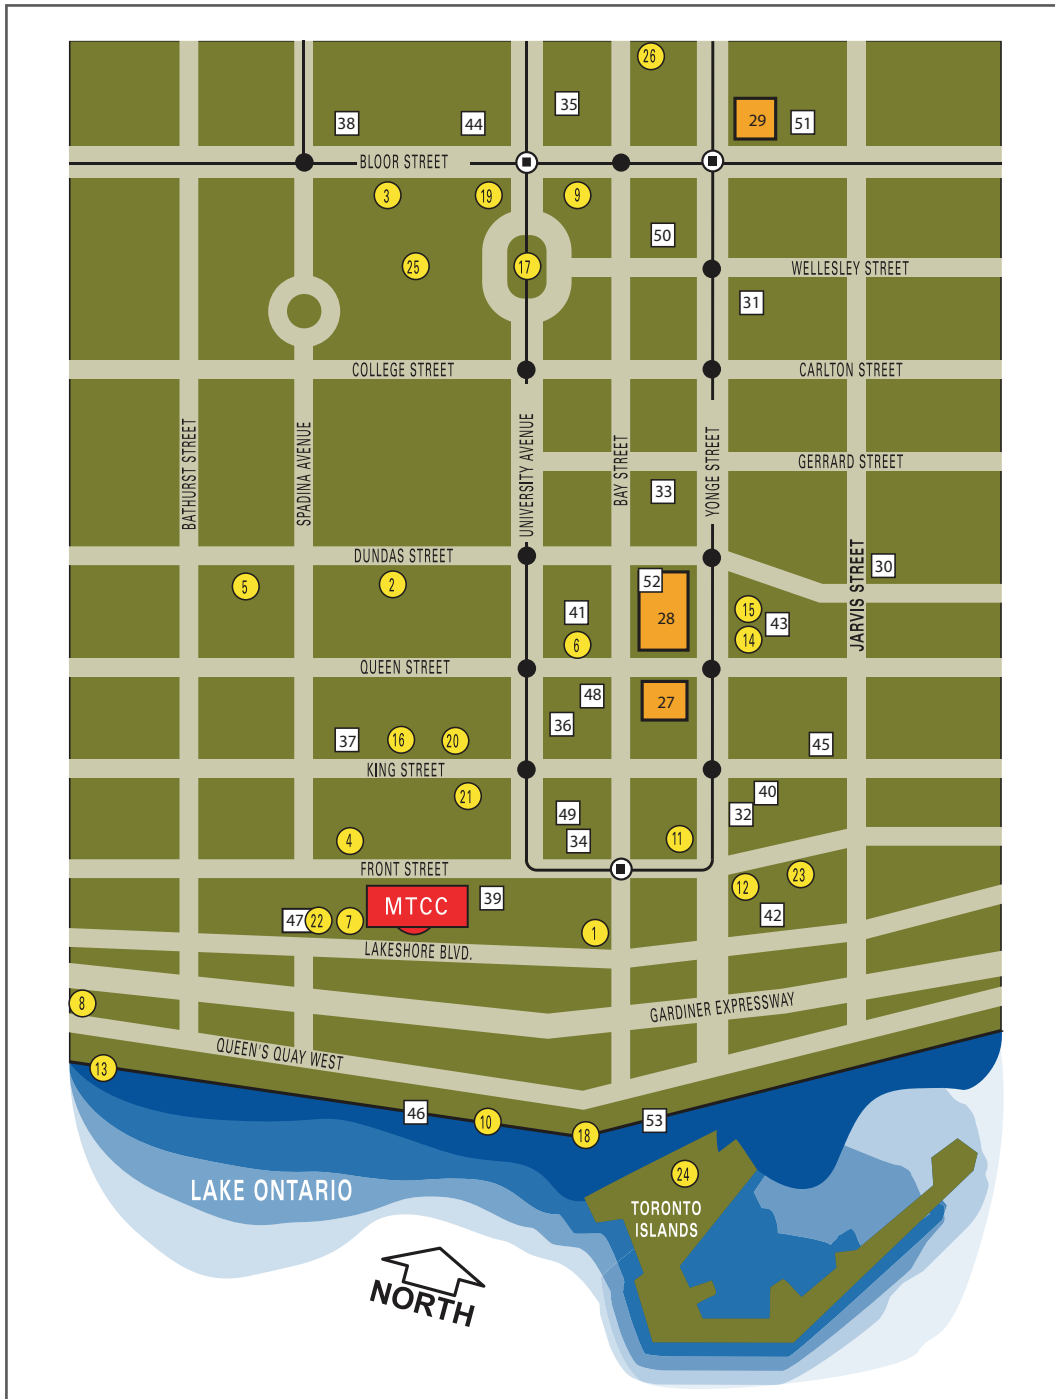 26
35
29
51
38
44
BLOOR STREET
3
19
9
50
25
17
WELLESLEY STREET
31
COLLEGE STREET
CARLTON STREET
BATHURST STREET
SPADINA AVENUE
UNIVERSITY AVENUE
BAY STREET
YONGE STREET
GERRARD STREET
33
DUNDAS STREET
JARVIS STREET
30
5
2
52
41
28
15
43
6
14
QUEEN STREET
48
27
36
37
16
20
45
KING STREET
21
40
49
32
4
34
11
FRONT STREET
23
12
MTCC
39
47
22
7
42
1
LAKESHORE BLVD.
8
GARDINER EXPRESSWAY
QUEEN'S QUAY WEST
13
46
10
53
18
24
LAKE ONTARIO
TORONTO
ISLANDS
NORTH